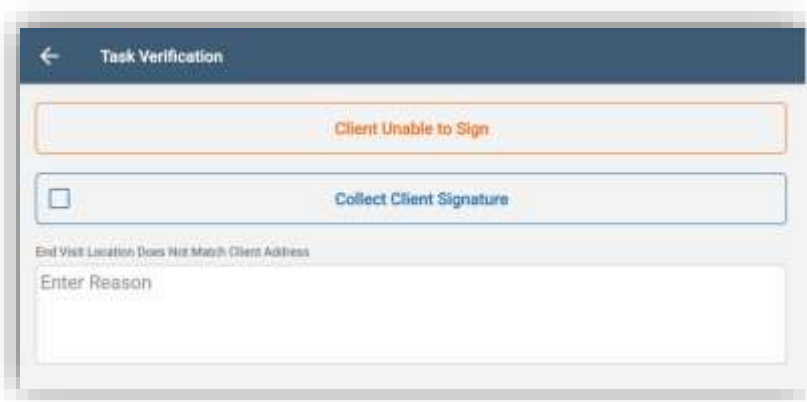 Task Verification
Client Unable to Sign
Collect Client Signature
End Visit Location Does Not Match Client Address
Enter Reason